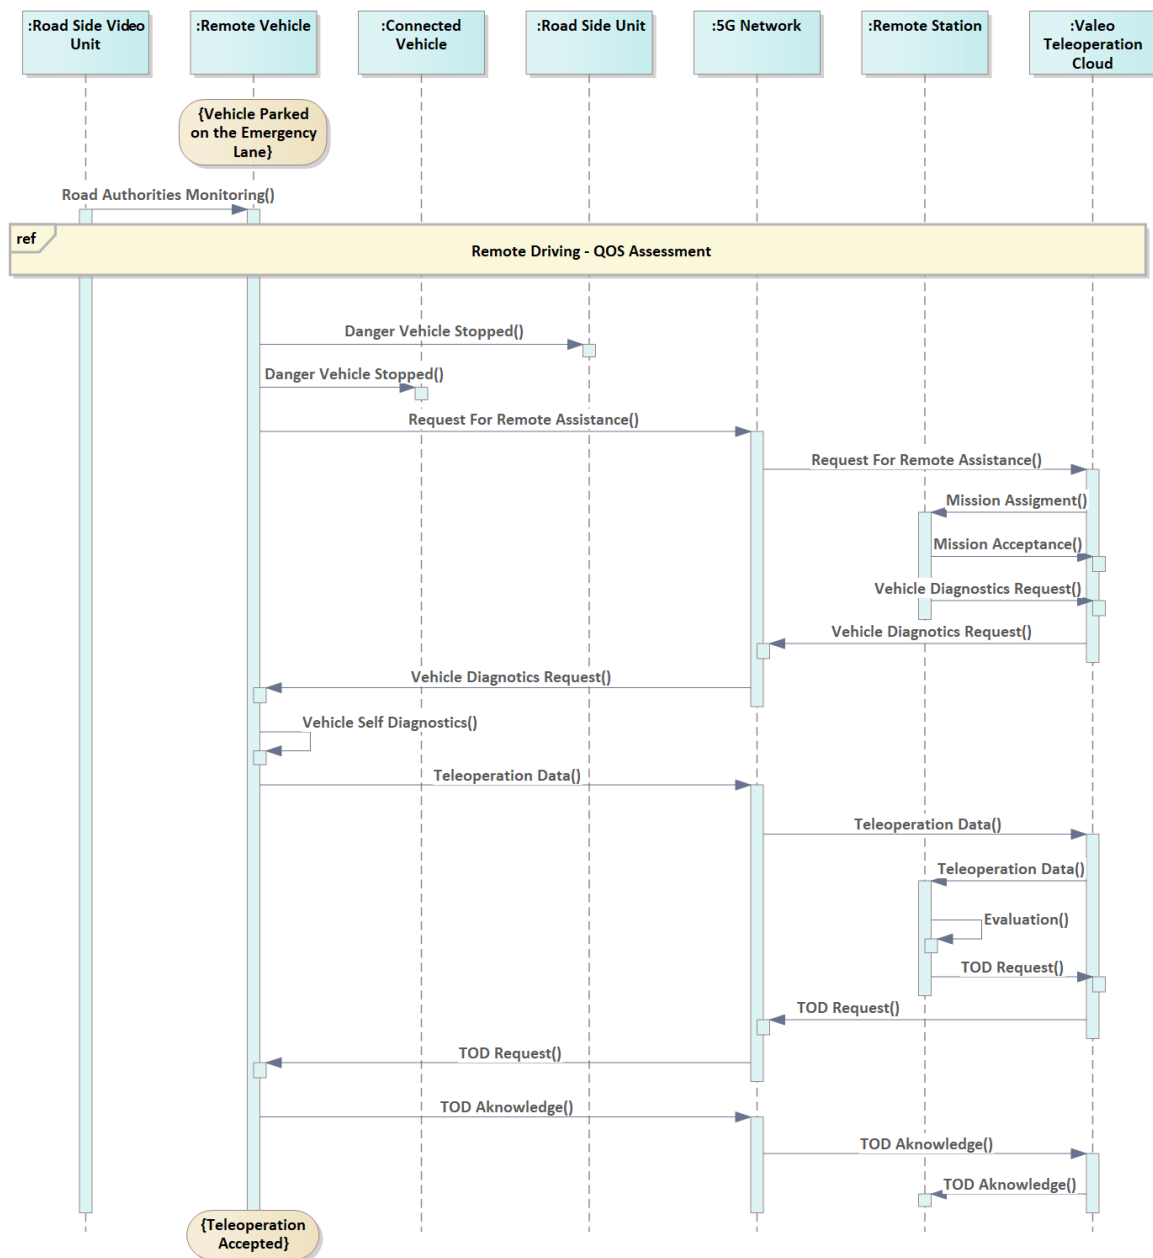 :Road Side Video
Unit
:Remote Vehicle
:Connected
Vehicle
:Road Side Unit
:5G Network
:Remote Station
:Valeo
Teleoperation
Cloud
{Vehicle Parked
on the Emergency
Lane}
Road Authorities Monitoring()
ref
Remote Driving - QOS Assessment
Danger Vehicle Stopped()
Danger Vehicle Stopped()
Request For Remote Assistance()
Request For Remote Assistance()
Mission Assigment()
Mission Acceptance()
Vehicle Diagnostics Request()
Vehicle Diagnotics Request()
Vehicle Diagnotics Request()
Vehicle Self Diagnostics()
Teleoperation Data()
Teleoperation Data()
Teleoperation Data()
Evaluation()
TOD Request()
TOD Request()
TOD Request()
TOD Aknowledge()
TOD Aknowledge()
TOD Aknowledge()
{Teleoperation
Accepted}